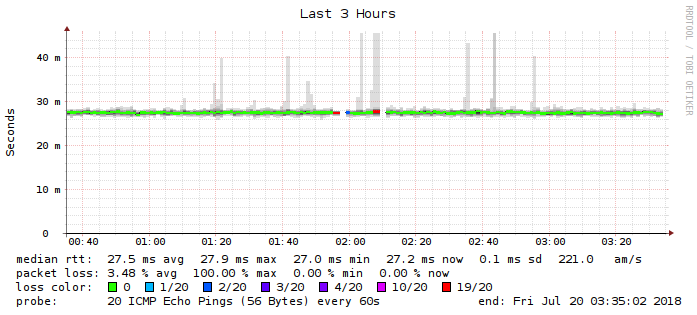 Last 3 Hours
RRDTOOL / TOBI OETIKER
Seconds
40 m
30 m
20 m
10 m
0
00:40 01:00 01:20 01:40 02:00 02:20 02:40 03:00 03:20
median rtt: 27.5 ms avg 27.9 ms max 27.0 ms min 27.2 ms now 0.1 ms sd 221.0 am/s
packet loss: 3.48 % avg 100.00 % max 0.00 % min 0.00 % now
loss color: 0 1/20 2/20 3/20 4/20 10/20 19/20
probe: 20 ICMP Echo Pings (56 Bytes) every 60s end: Fri Jul 20 03:35:02 2018